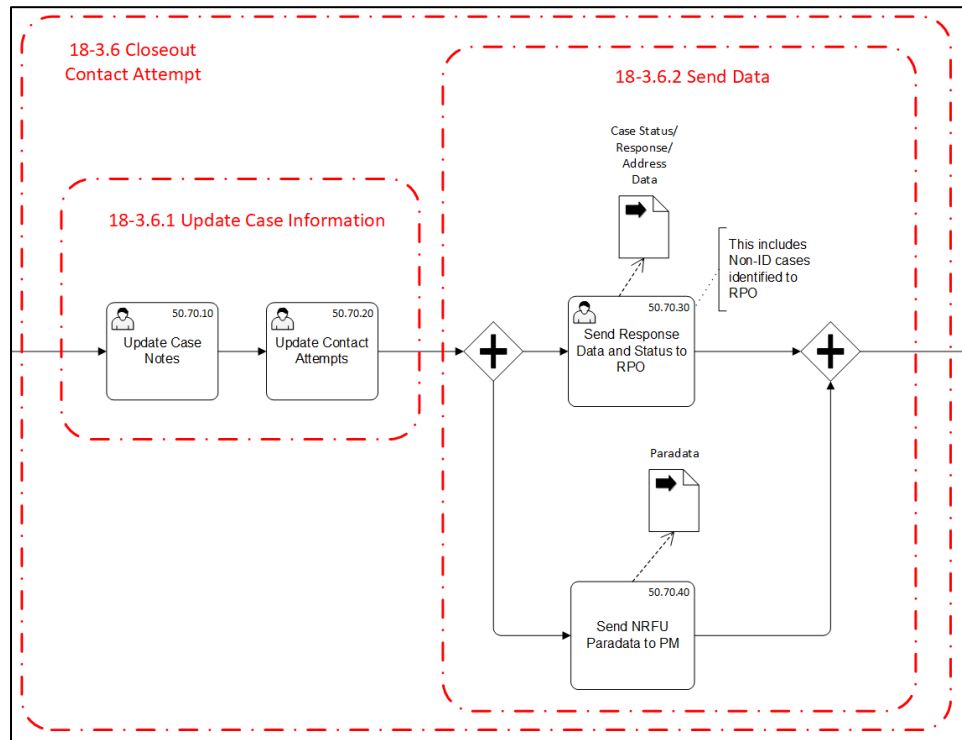 18-3.6 Closeout
Contact Attempt
18-3.6.2 Send Data
Case Status/
Response/
Address
Data
18-3.6.1 Update Case Information
This includes
Non-ID cases
identified to
RPO
50.70.10
Update Case
Notes
50.70.20
Update Contact
Attempts
50.70.30
Send Response
Data and Status to
RPO
Paradata
50.70.40
Send NRFU
Paradata to PM